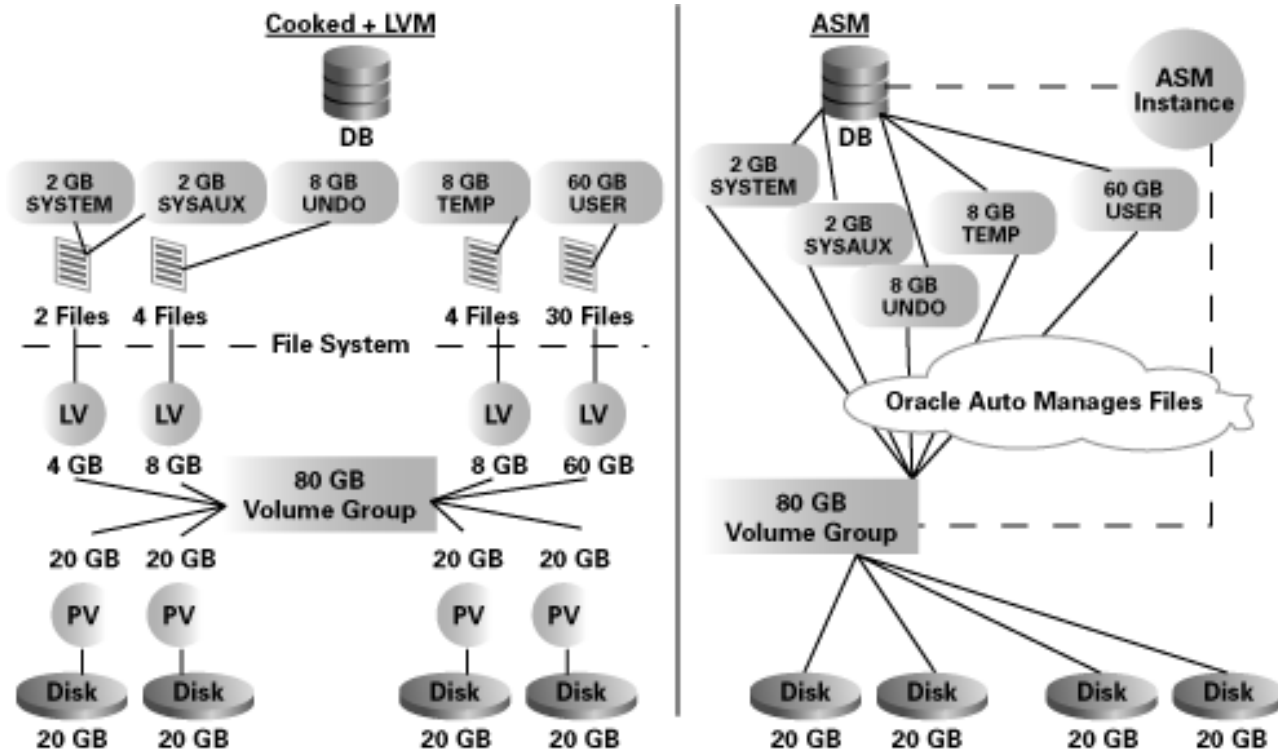 Cooked + LVM
DB
2 GB
SYSTEM
2 GB
SYSAUX
8 GB
UNDO
8 GB
TEMP
60 GB
USER
2 Files
4 Files
4 Files
30 Files
File System
LV
LV
LV
LV
4 GB
8 GB
8 GB
60 GB
80 GB
Volume Group
20 GB
20 GB
20 GB
20 GB
PV
PV
PV
PV
Disk
Disk
Disk
Disk
20 GB
20 GB
20 GB
20 GB
ASM
ASM
Instance
DB
2 GB
SYSTEM
2 GB
SYSAUX
8 GB
UNDO
8 GB
TEMP
60 GB
USER
Oracle Auto Manages Files
80 GB
Volume Group
Disk
Disk
Disk
Disk
20 GB
20 GB
20 GB
20 GB